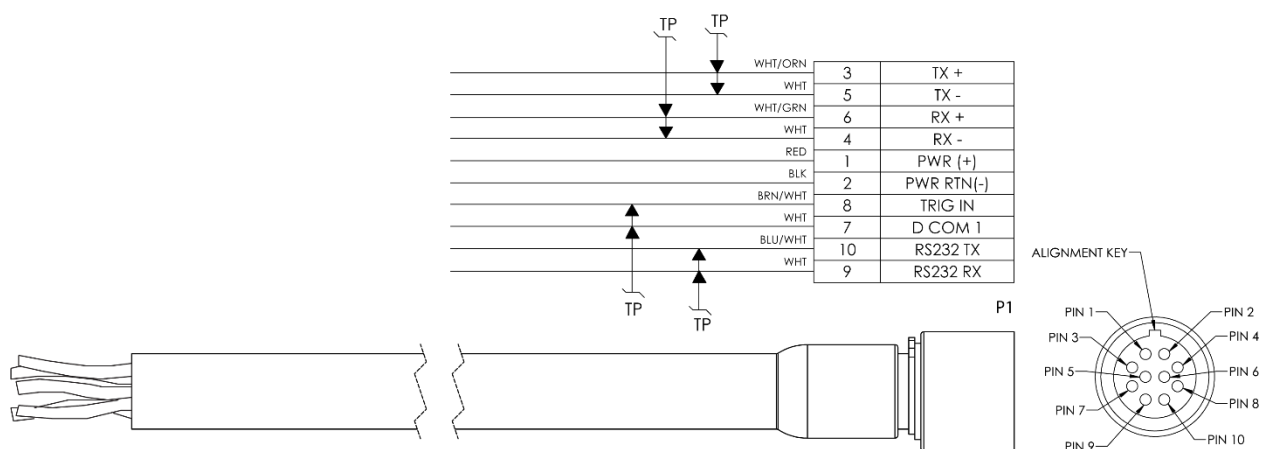 TP TP
WHT/ORN 3 TX +
WHT 5 TX -
WHT/GRN 6 RX +
WHT 4 RX -
RED 1 PWR (+)
BLK 2 PWR RTN(-)
BRN/WHT 8 TRIG IN
WHT 7 D COM 1
BLU/WHT 10 RS232 TX
WHT 9 RS232 RX
TP TP
P1
ALIGNMENT KEY
PIN 1 PIN 2
PIN 3 PIN 4
PIN 5 PIN 6
PIN 7 PIN 8
PIN 9 PIN 10